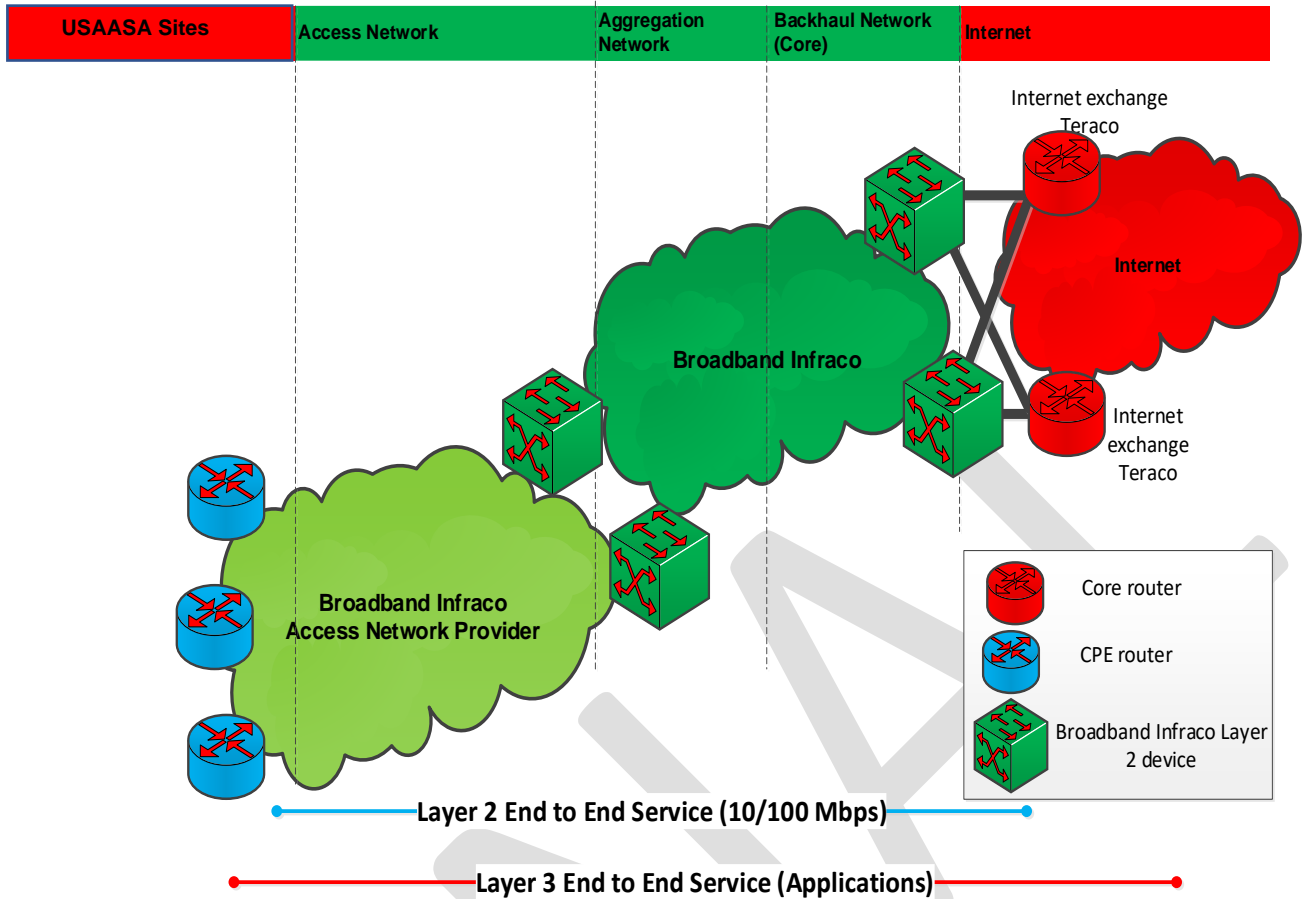 USAASA Sites
Access Network
Aggregation
Network
Backhaul Network
(Core)
Internet
Internet exchange
Teraco
Internet
Broadband Infraco
Internet
exchange
Teraco
Broadband Infraco
Access Network Provider
Core router
CPE router
Broadband Infraco Layer
2 device
Layer 2 End to End Service (10/100 Mbps)
Layer 3 End to End Service (Applications)